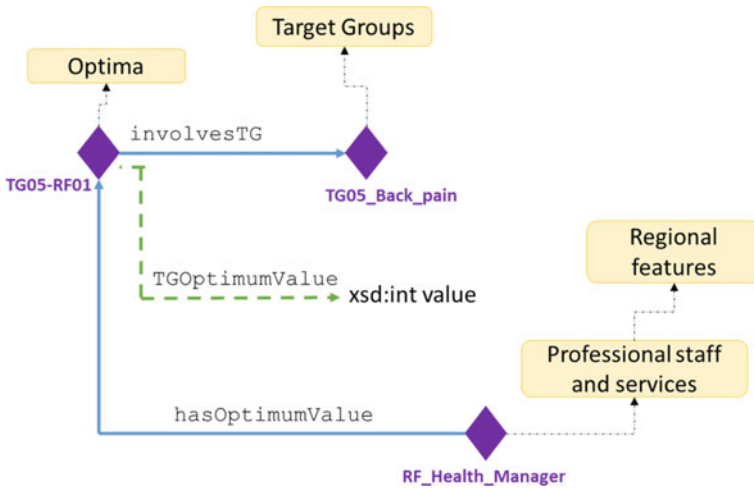 Target Groups
Optima
involvesTG
TG05-RF01
TG05_Back_pain
Regional
features
TGOptimumValue
xsd:int value
Professional staff
and services
hasOptimumValue
RF_Health_Manager